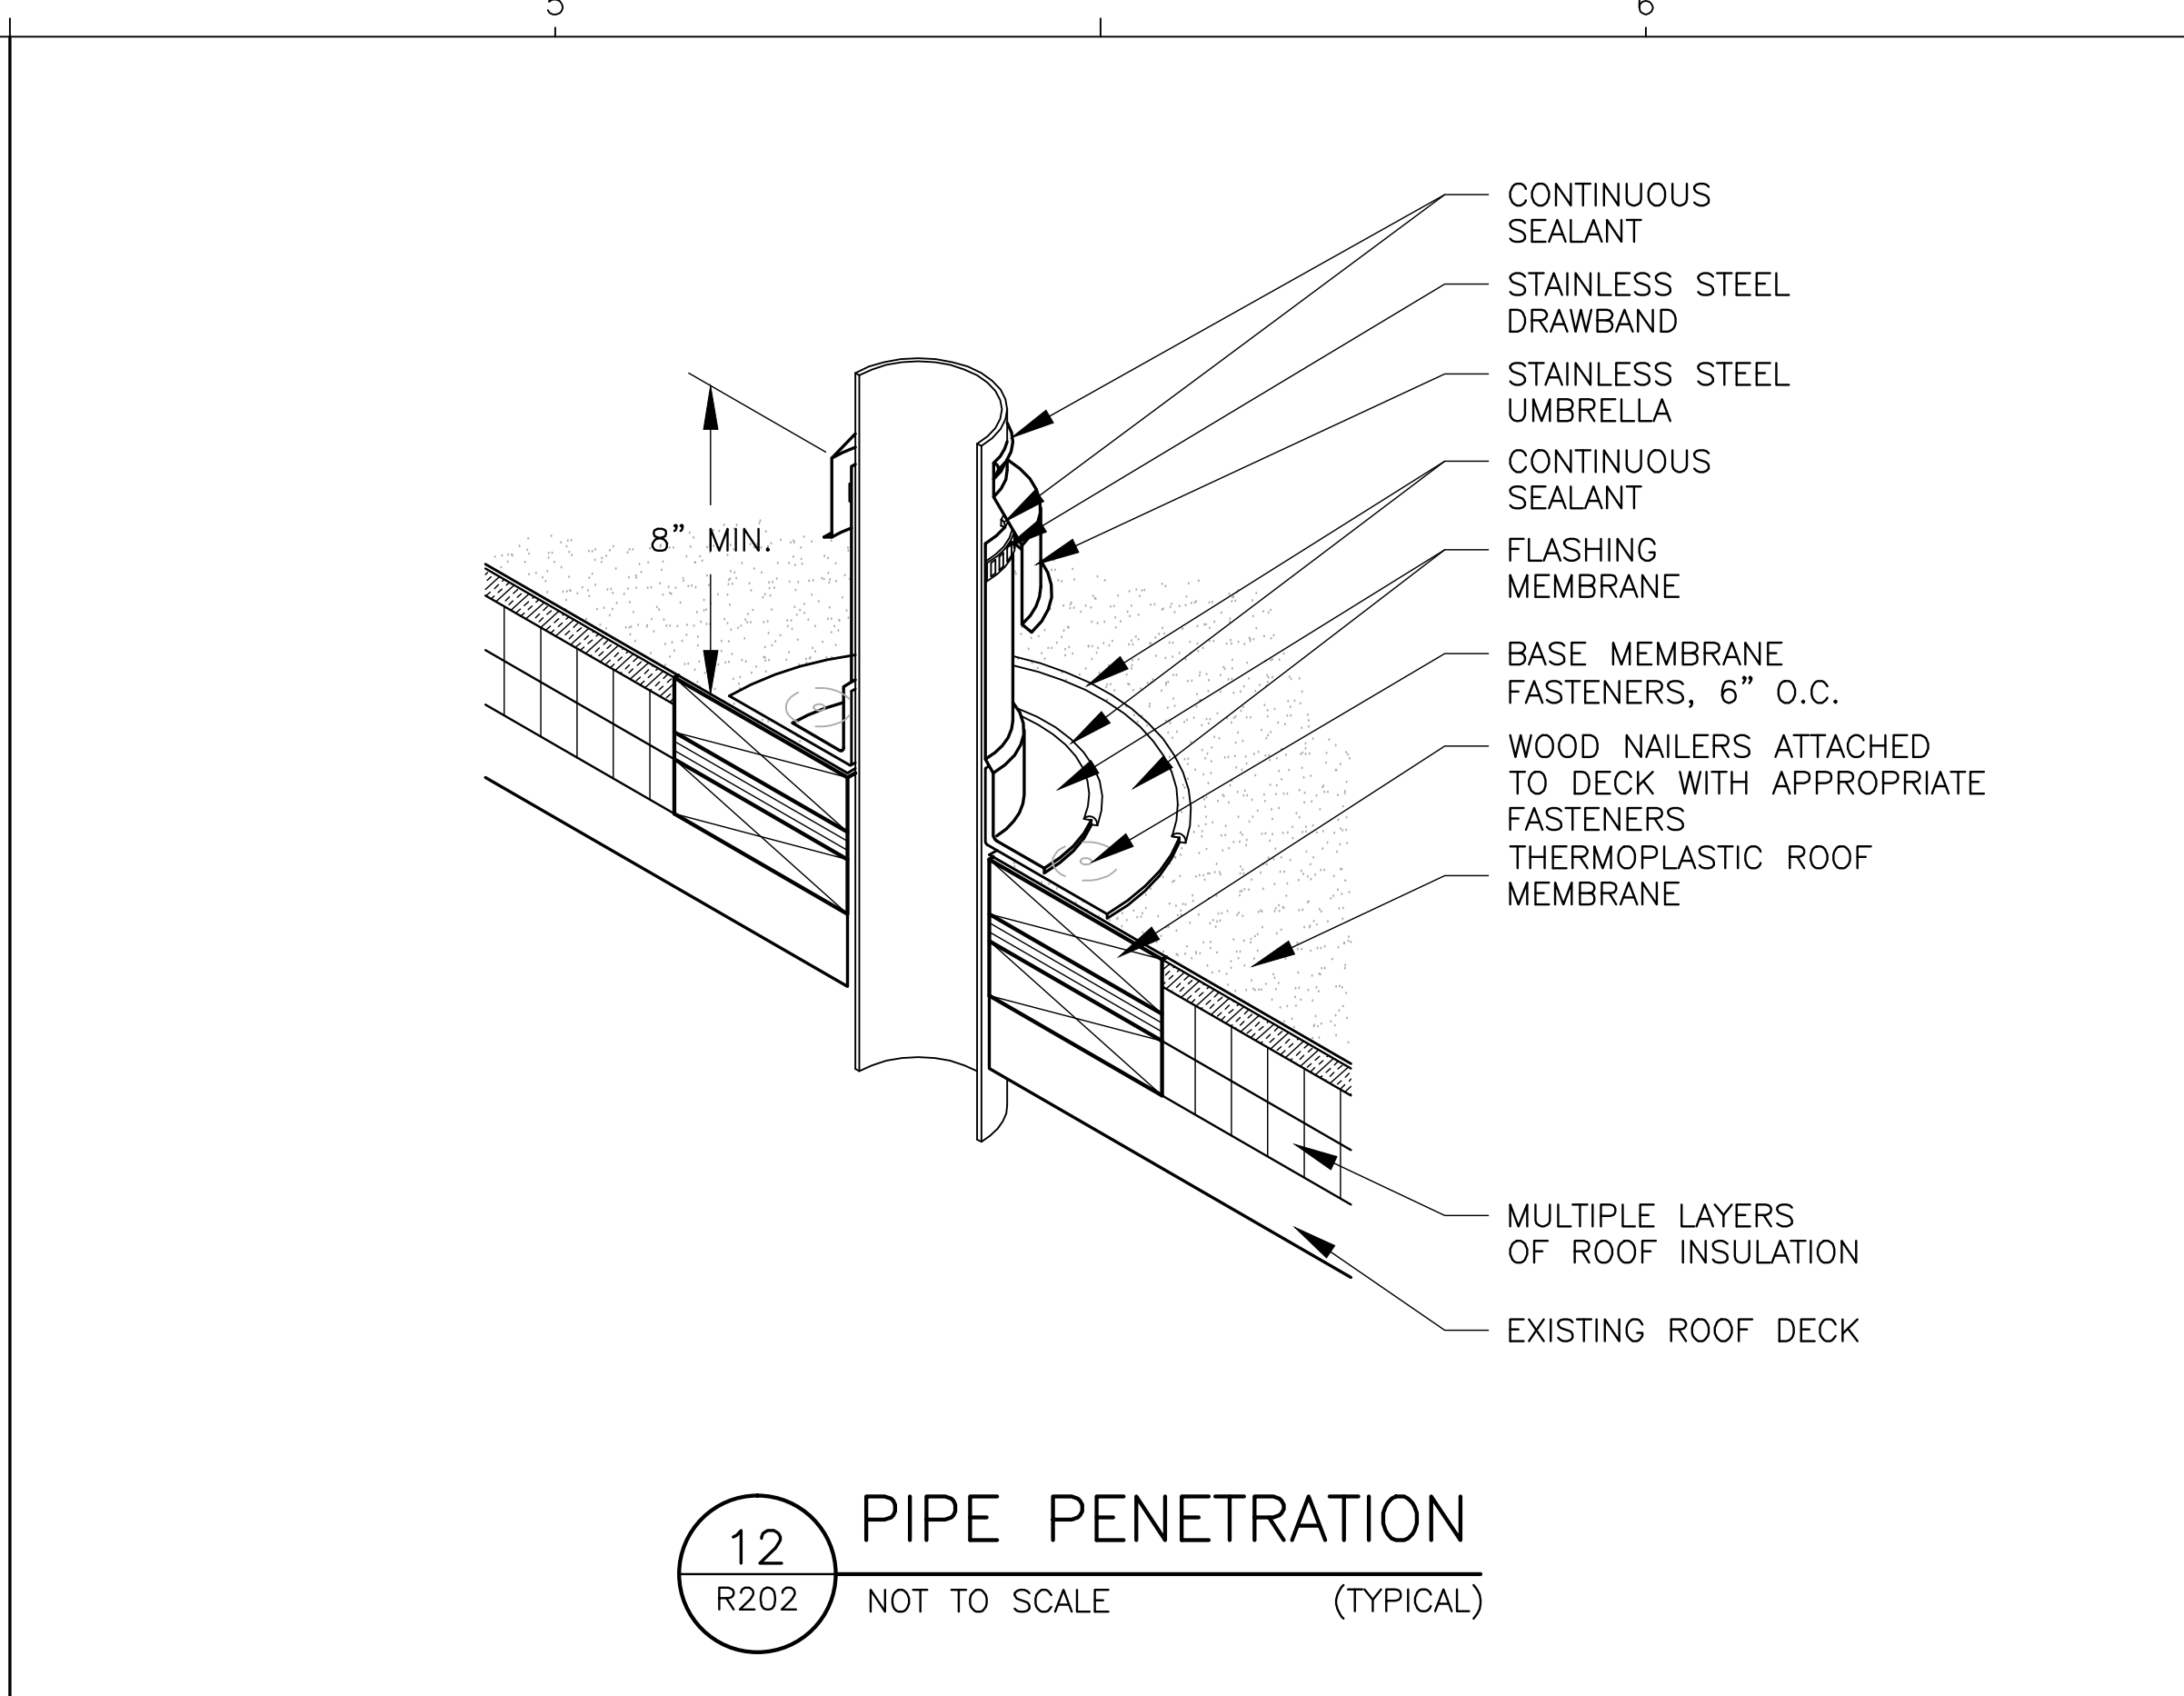 5 6
CONTINUOUS
SEALANT
STAINLESS STEEL
DRAWBAND
STAINLESS STEEL
UMBRELLA
CONTINUOUS
SEALANT
8" MIN.
FLASHING
MEMBRANE
BASE MEMBRANE
FASTENERS, 6" O.C.
WOOD NAILERS ATTACHED
TO DECK WITH APPROPRIATE
FASTENERS
THERMOPLASTIC ROOF
MEMBRANE
MULTIPLE LAYERS
OF ROOF INSULATION
EXISTING ROOF DECK
12
R202
PIPE PENETRATION
NOT TO SCALE (TYPICAL)